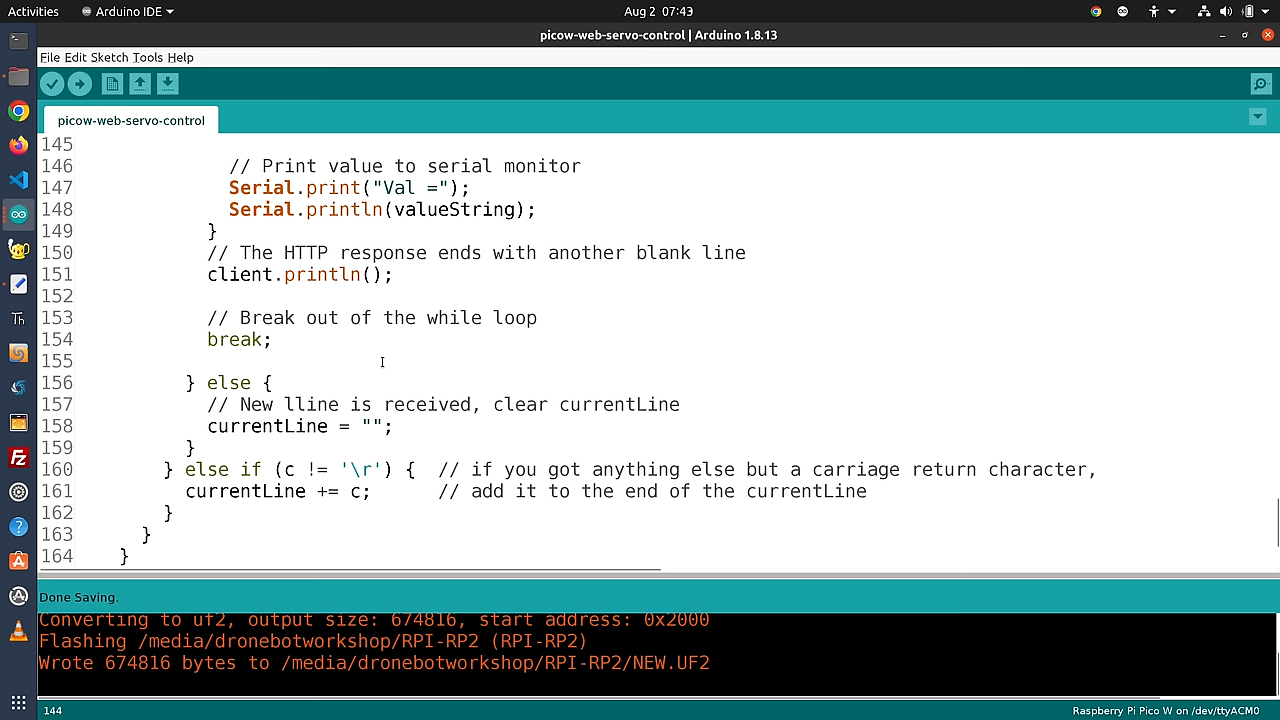 Activities
Arduino IDE
Aug 2 07:43
picow-web-servo-control | Arduino 1.8.13
File Edit Sketch Tools Help
picow-web-servo-control
145
146 // Print value to serial monitor
147 Serial.print("Val =");
148 Serial.println(valueString);
149 }
150 // The HTTP response ends with another blank line
151 client.println();
152
153 // Break out of the while loop
154 break;
155
156 } else {
157 // New lline is received, clear currentLine
158 currentLine = "";
159 }
160 } else if (c != '\r') { // if you got anything else but a carriage return character,
161 currentLine += c; // add it to the end of the currentLine
162 }
163 }
164 }
Done Saving.
Converting to uf2, output size: 674816, start address: 0x2000
Flashing /media/dronebotworkshop/RPI-RP2 (RPI-RP2)
Wrote 674816 bytes to /media/dronebotworkshop/RPI-RP2/NEW.UF2
144
Raspberry Pi Pico W on /dev/ttyACM0
Th
Fz